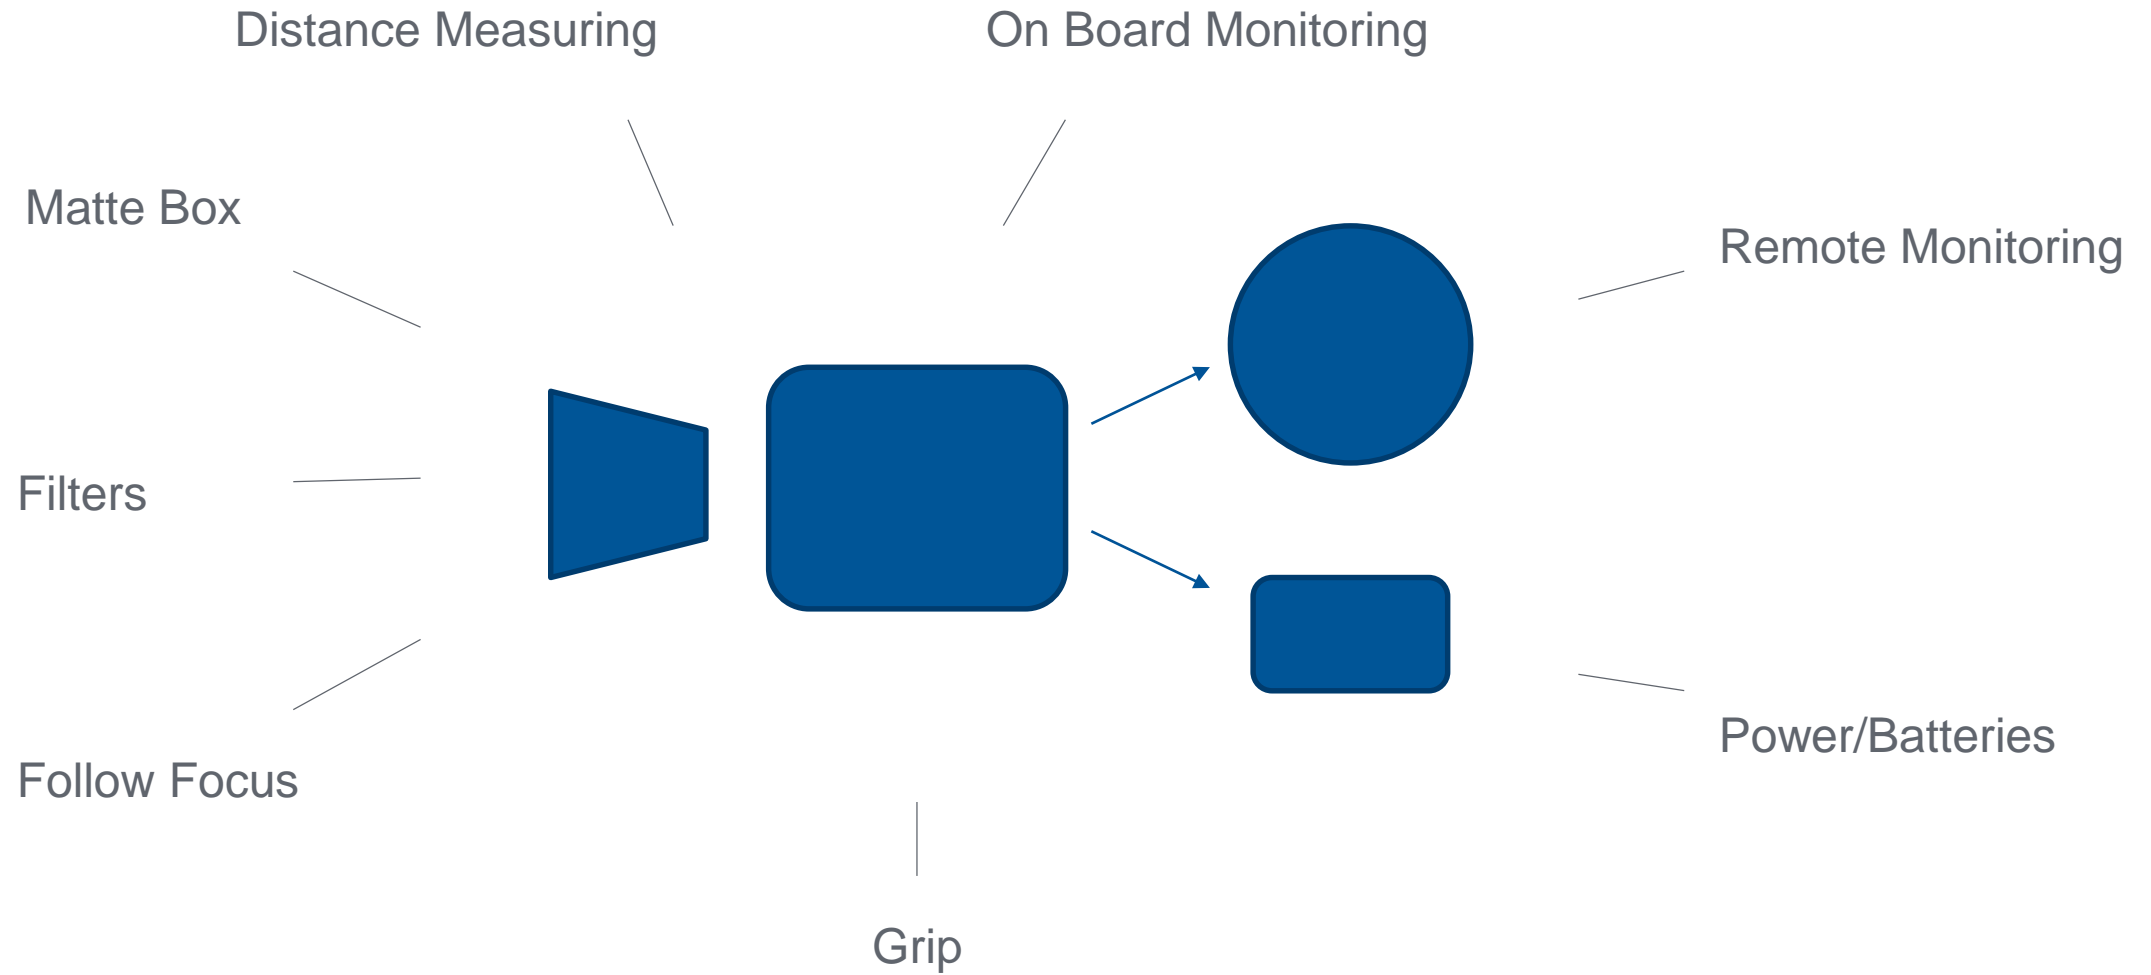 Distance Measuring
On Board Monitoring
Matte Box
Remote Monitoring
Filters
Power/Batteries
Follow Focus
Grip